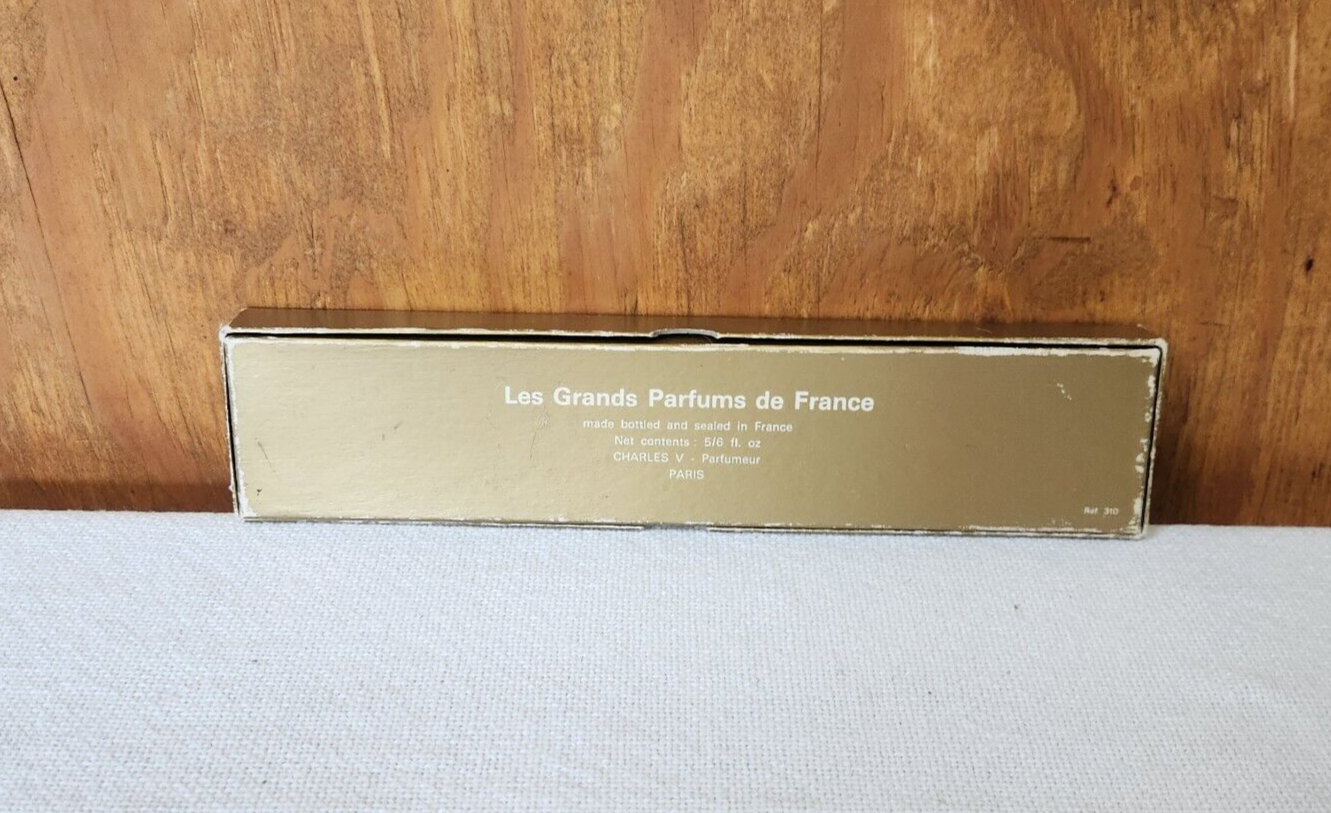 Les Grands Parfums de France
made bottled and sealed in France
Net contents : 5/6 fl. oz
CHARLES V - Parfumeur
PARIS
Ref. 310